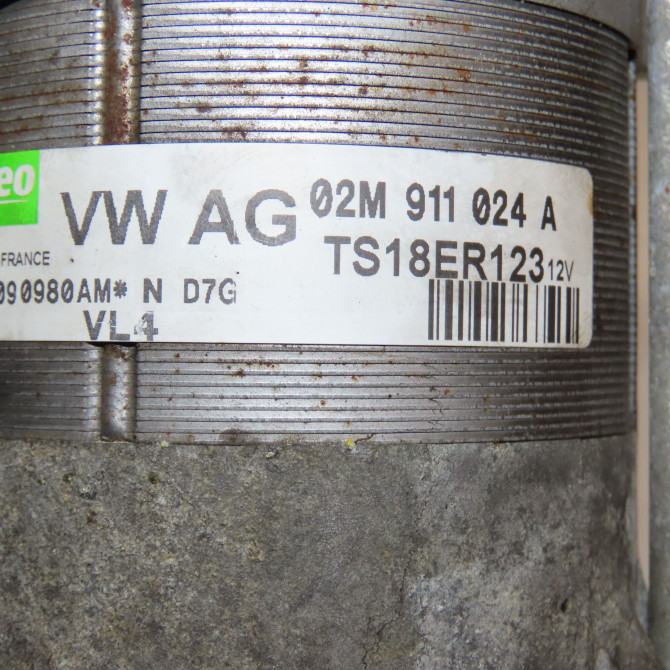 eo
VW AG
02M 911 024 A
TS18ER123 12V
FRANCE
090980AM* N D7G
VL4